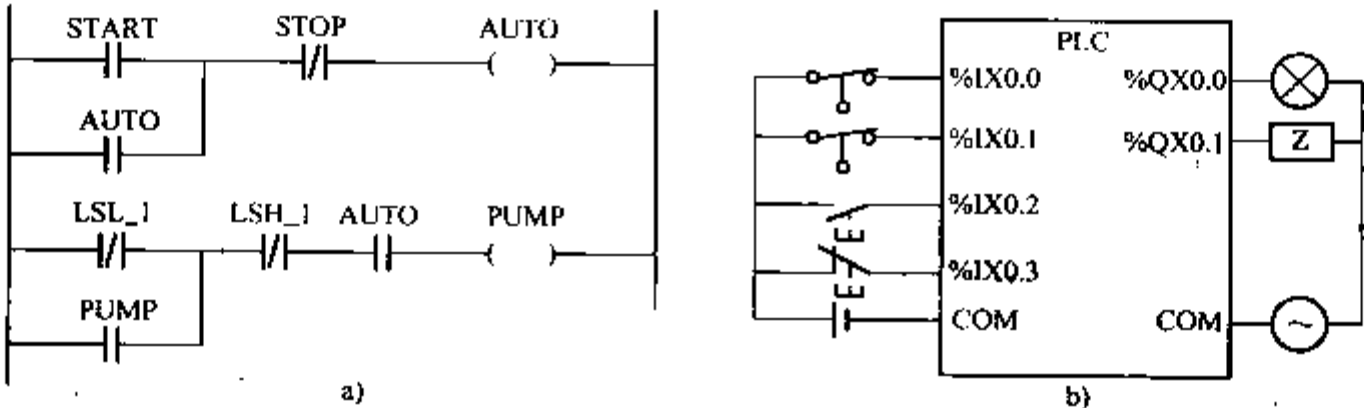 START STOP AUTO
AUTO
LSL_1 LSH_1 AUTO PUMP
PUMP
a)
PLC
%IX0.0 %QX0.0
%IX0.1 %QX0.1 Z
%IX0.2
%IX0.3
COM COM ~
b)